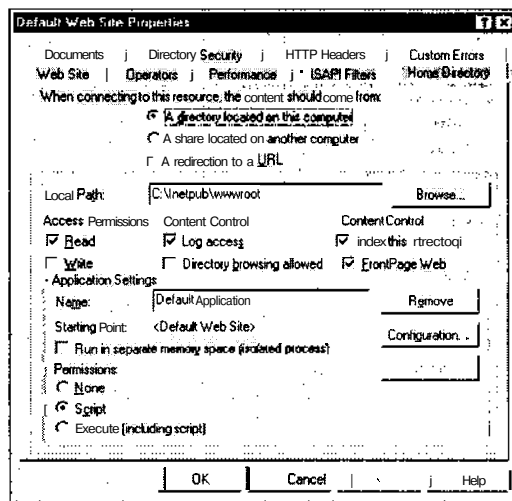 Default Web Site Properties
Documents Directory Security HTTP Headers Custom Errors
Web Site Operators Performance ISAPI Filters Home Directory
When connecting to this resource, the content should come from:
A directory located on this computer
A share located on another computer
A redirection to a URL
Local Path: C:\Inetpub\wwwroot Browse...
Access Permissions Content Control Content Control
Read Log access index this rtrectoqi
Write Directory browsing allowed FrontPage Web
Application Settings
Name: Default Application Remove
Starting Point: <Default Web Site> Configuration...
Run in separate memory space (isolated process)
Permissions:
None
Script
Execute (including script)
OK Cancel Help